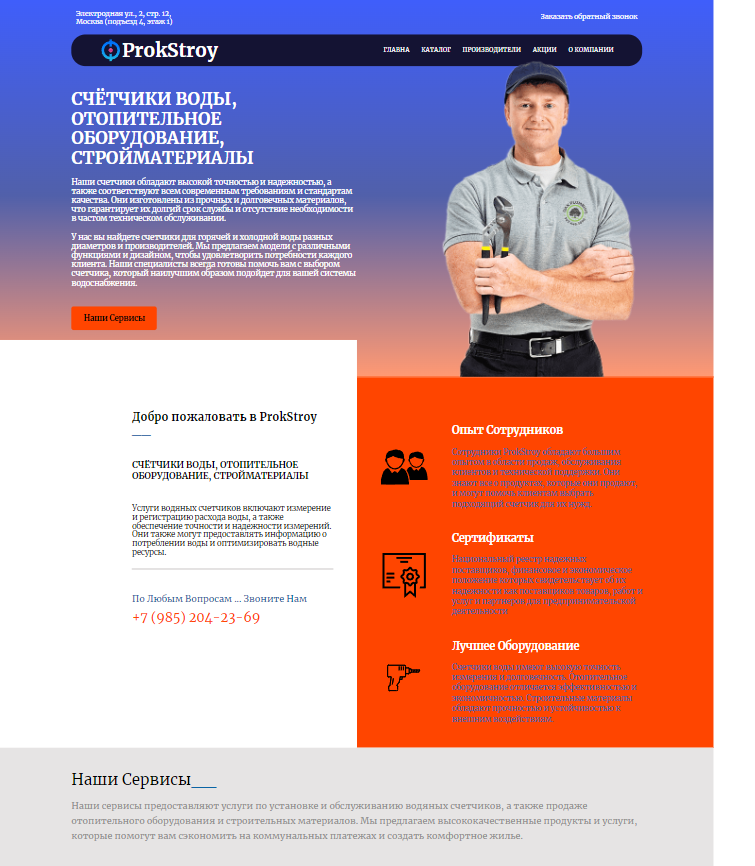 Электродная ул., 2, стр. 12,
Москва (подъезд 4, этаж 1)
Заказать обратный звонок
ProkStroy
ГЛАВНА КАТАЛОГ ПРОИЗВОДИТЕЛИ АКЦИИ О КОМПАНИИ
СЧЁТЧИКИ ВОДЫ,
ОТОПИТЕЛЬНОЕ
ОБОРУДОВАНИЕ,
СТРОЙМАТЕРИАЛЫ
Наши счетчики обладают высокой точностью и надежностью, а
также соответствуют всем современным требованиям и стандартам
качества. Они изготовлены из прочных и долговечных материалов,
что гарантирует их долгий срок службы и отсутствие необходимости
в частом техническом обслуживании.
У нас вы найдете счетчики для горячей и холодной воды разных
диаметров и производителей. Мы предлагаем модели с различными
функциями и дизайном, чтобы удовлетворить потребности каждого
клиента. Наши специалисты всегда готовы помочь вам с выбором
счетчика, который наилучшим образом подойдет для вашей системы
водоснабжения.
Наши Сервисы
Добро пожаловать в ProkStroy
__
СЧЁТЧИКИ ВОДЫ, ОТОПИТЕЛЬНОЕ
ОБОРУДОВАНИЕ, СТРОЙМАТЕРИАЛЫ
Услуги водяных счетчиков включают измерение
и регистрацию расхода воды, а также
обеспечение точности и надежности измерений.
Они также могут предоставлять информацию о
потреблении воды и оптимизировать водные
ресурсы.
По Любым Вопросам ... Звоните Нам
+7 (985) 204-23-69
Опыт Сотрудников
Сотрудники ProkStroy обладают большим
опытом в области продаж, обслуживания
клиентов и технической поддержки. Они
знают все о продуктах, которые они продают,
и могут помочь клиентам выбрать
подходящий счетчик для их нужд.
Сертификаты
Национальный реестр надежных
поставщиков, финансовое и экономическое
положение которых свидетельствует об их
надежности как поставщиков товаров, работ и
услуг и партнеров для предпринимательской
деятельности
Лучшее Оборудование
Счетчики воды имеют высокую точность
измерения и долговечность. Отопительное
оборудование отличается эффективностью и
экономичностью. Строительные материалы
обладают прочностью и устойчивостью к
внешним воздействиям
Наши Сервисы__
Наши сервисы предоставляют услуги по установке и обслуживанию водяных счетчиков, а также продаже
отопительного оборудования и строительных материалов. Мы предлагаем высококачественные продукты и услуги,
которые помогут вам сэкономить на коммунальных платежах и создать комфортное жилье.